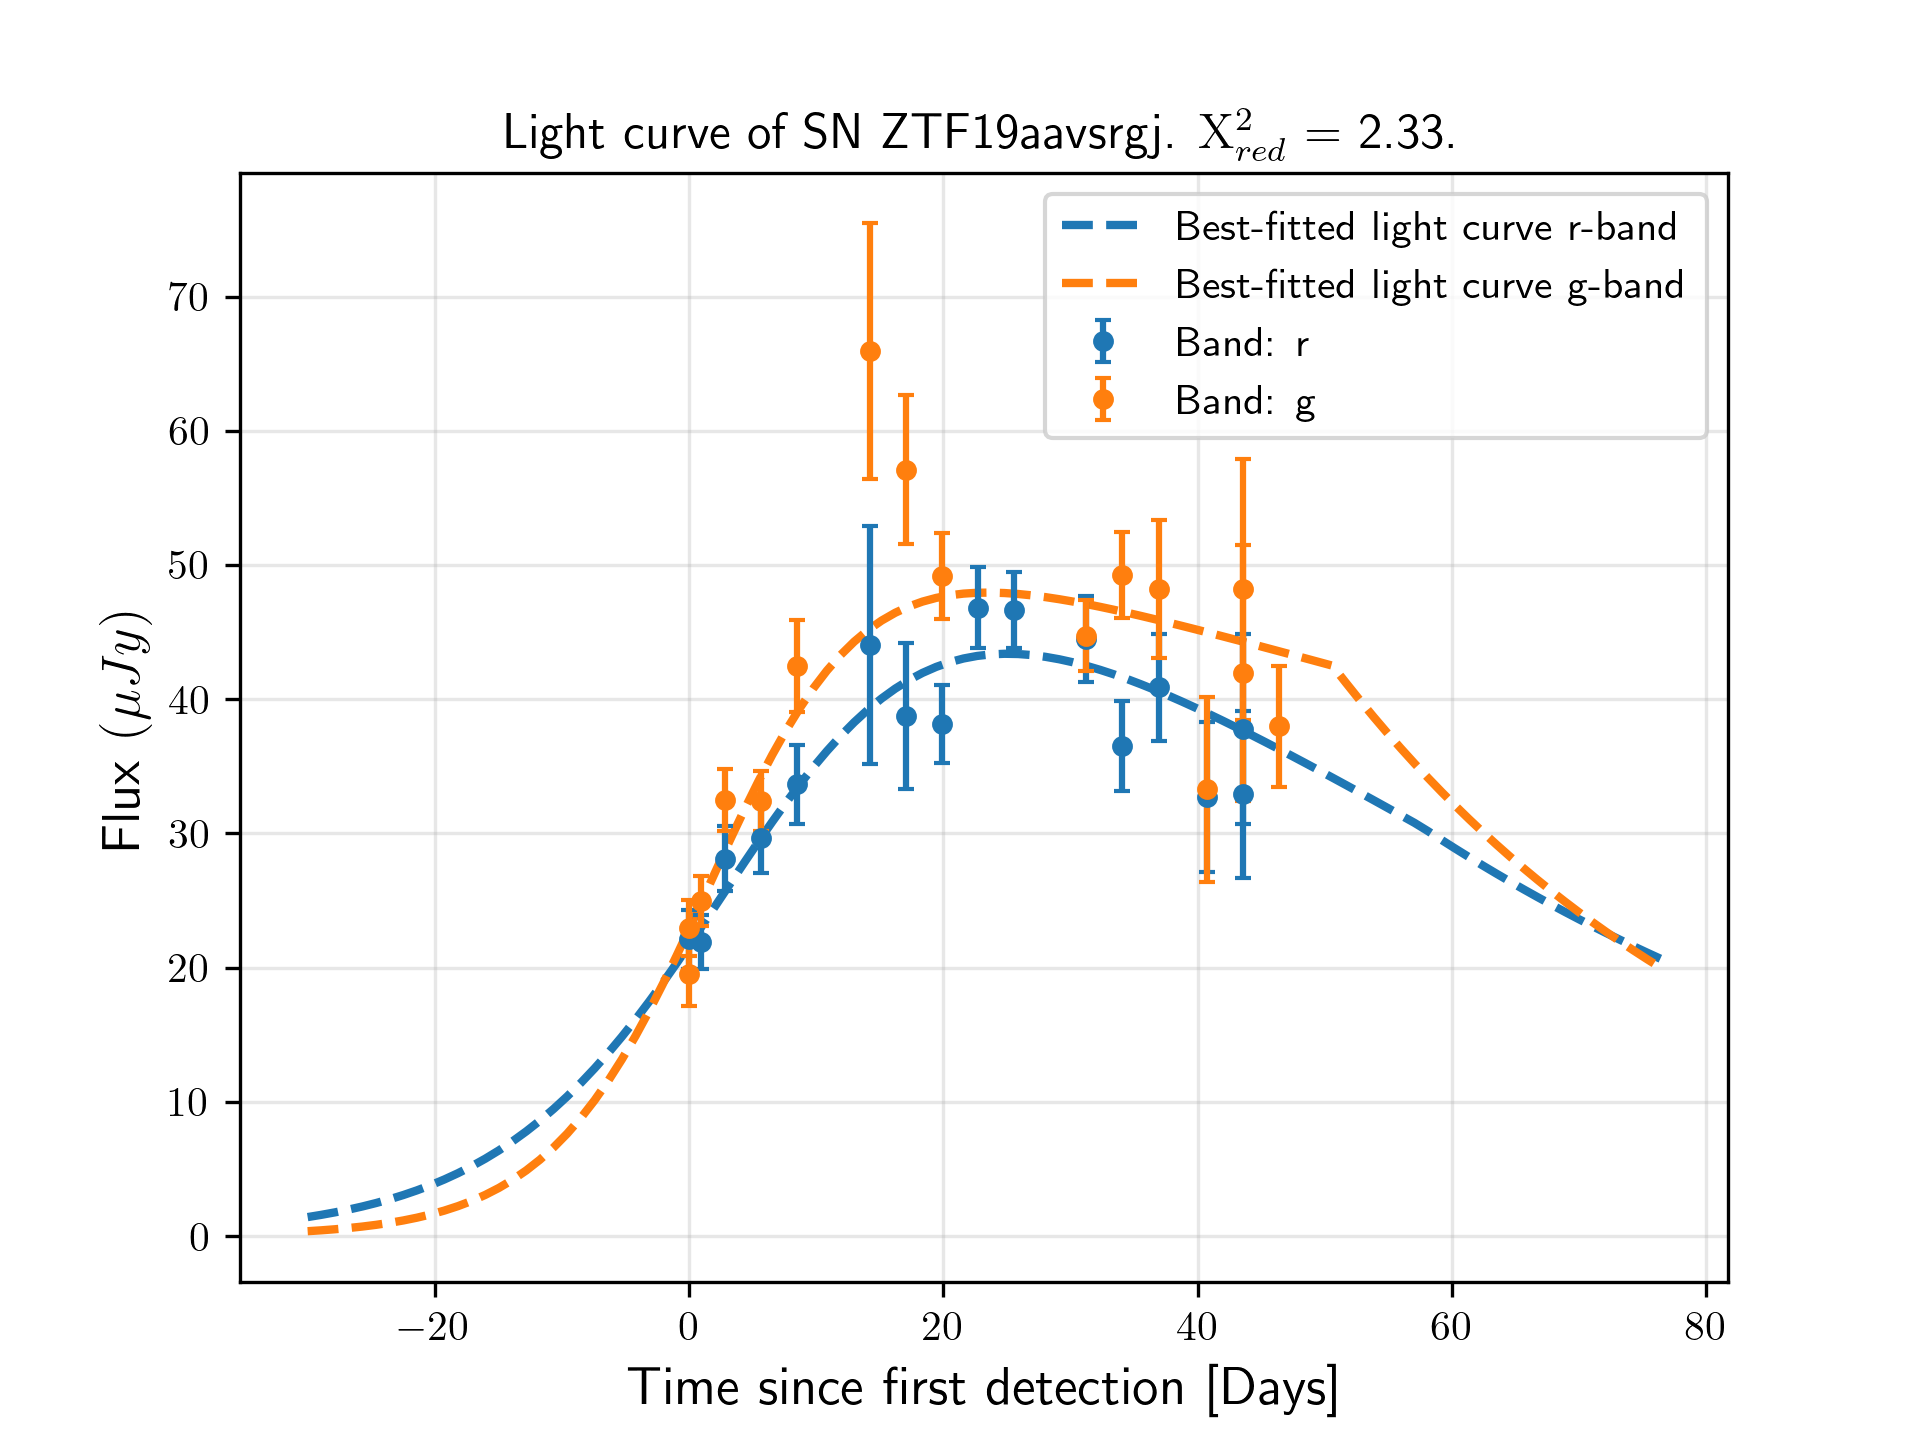 Light curve of SN ZTF19aavsrgj. X²_red = 2.33.
Best-fitted light curve r-band
Best-fitted light curve g-band
Band: r
Band: g
70
60
50
40
30
20
10
0
Flux (μJy)
−20 0 20 40 60 80
Time since first detection [Days]